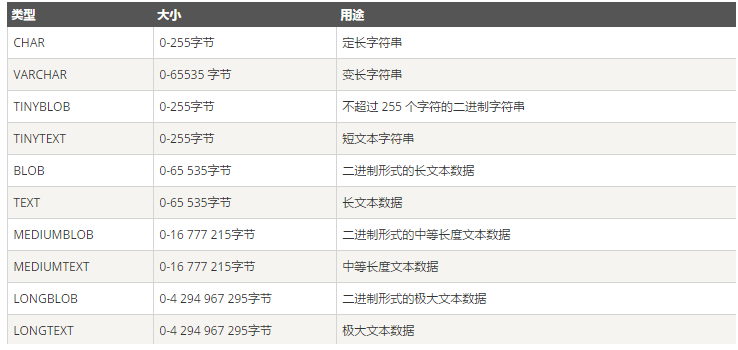 类型 大小 用途
CHAR 0-255字节 定长字符串
VARCHAR 0-65535 字节 变长字符串
TINYBLOB 0-255字节 不超过 255 个字符的二进制字符串
TINYTEXT 0-255字节 短文本字符串
BLOB 0-65 535字节 二进制形式的长文本数据
TEXT 0-65 535字节 长文本数据
MEDIUMBLOB 0-16 777 215字节 二进制形式的中等长度文本数据
MEDIUMTEXT 0-16 777 215字节 中等长度文本数据
LONGBLOB 0-4 294 967 295字节 二进制形式的极大文本数据
LONGTEXT 0-4 294 967 295字节 极大文本数据